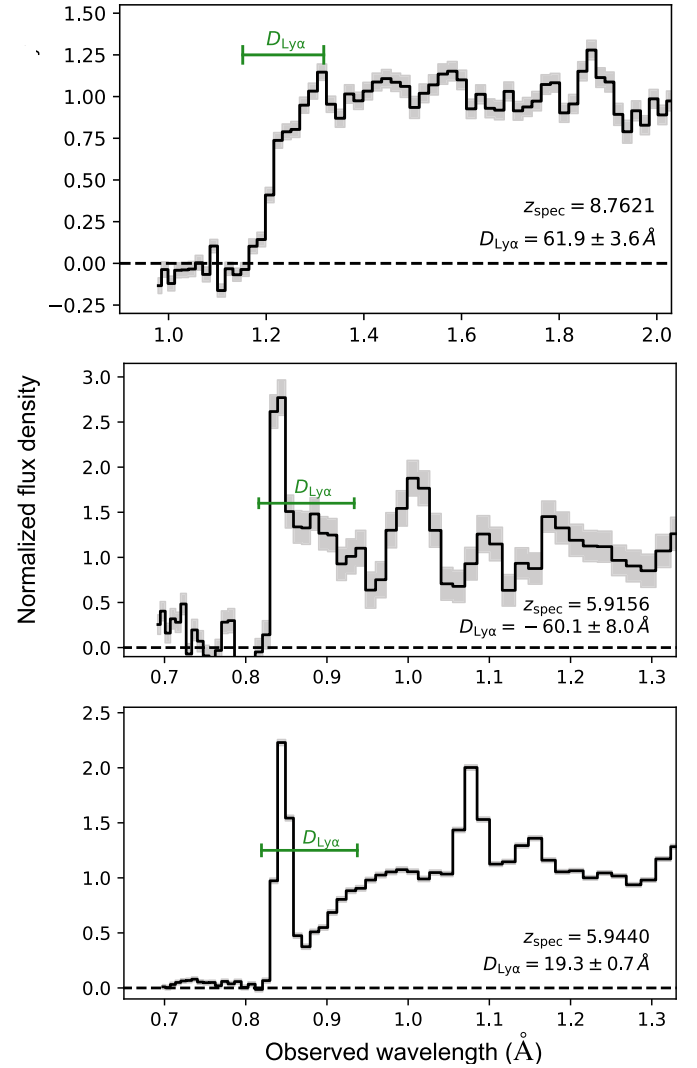 1.50
1.25
1.00
0.75
0.50
0.25
0.00
−0.25
D_Lyα
z_spec = 8.7621
D_Lyα = 61.9 ± 3.6 Å
1.0 1.2 1.4 1.6 1.8 2.0
Normalized flux density
3.0
2.5
2.0
1.5
1.0
0.5
0.0
D_Lyα
z_spec = 5.9156
D_Lyα = − 60.1 ± 8.0 Å
0.7 0.8 0.9 1.0 1.1 1.2 1.3
2.5
2.0
1.5
1.0
0.5
0.0
D_Lyα
z_spec = 5.9440
D_Lyα = 19.3 ± 0.7 Å
0.7 0.8 0.9 1.0 1.1 1.2 1.3
Observed wavelength (Å)